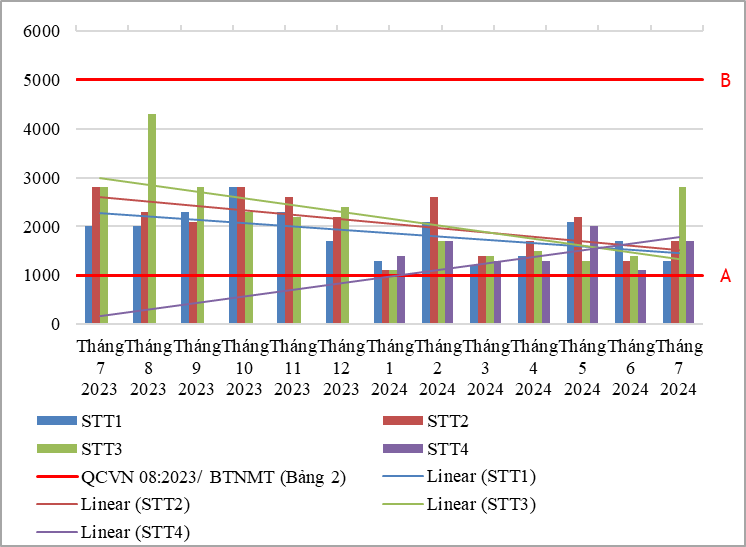 6000
5000
B
4000
3000
2000
1000
A
0
Tháng Tháng Tháng Tháng Tháng Tháng Tháng Tháng Tháng Tháng Tháng Tháng Tháng
7 8 9 10 11 12 1 2 3 4 5 6 7
2023 2023 2023 2023 2023 2023 2024 2024 2024 2024 2024 2024 2024
STT1 STT2
STT3 STT4
QCVN 08:2023/ BTNMT (Bảng 2) Linear (STT1)
Linear (STT2) Linear (STT3)
Linear (STT4)